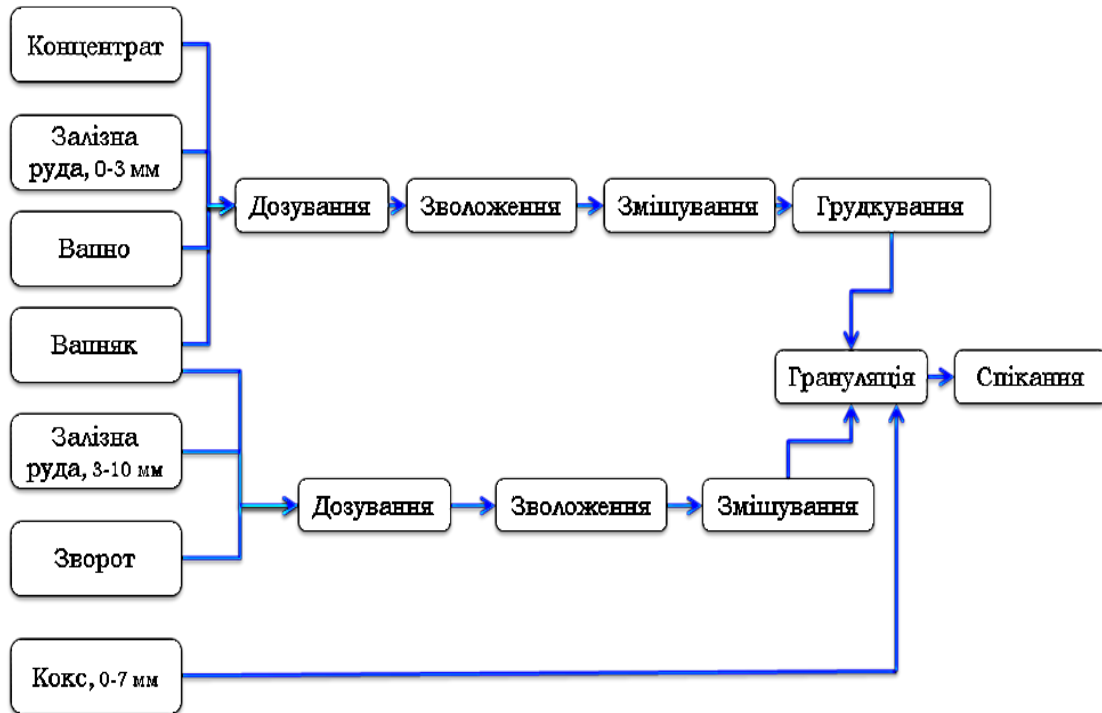 Концентрат
Залізна
руда, 0-3 мм
Вапно
Вапняк
Залізна
руда, 3-10 мм
Зворот
Кокс, 0-7 мм
Дозування
Зволоження
Змішування
Грудкування
Дозування
Зволоження
Змішування
Грануляція
Спікання